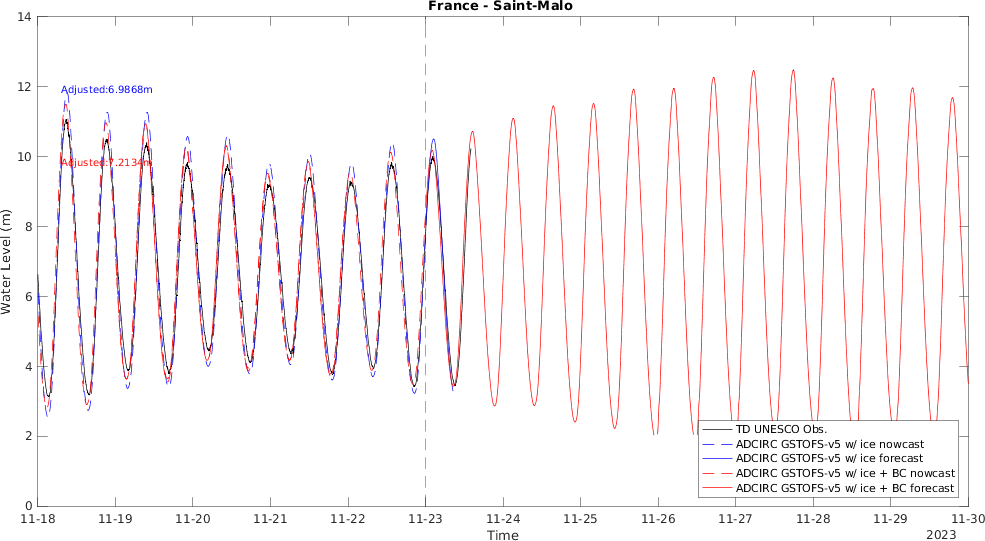 France - Saint-Malo
14
12
10
8
6
4
2
0
Water Level (m)
Adjusted:6.9868m
Adjusted:7.2134m
TD UNESCO Obs.
ADCIRC GSTOFS-v5 w/ ice nowcast
ADCIRC GSTOFS-v5 w/ ice forecast
ADCIRC GSTOFS-v5 w/ ice + BC nowcast
ADCIRC GSTOFS-v5 w/ ice + BC forecast
11-18 11-19 11-20 11-21 11-22 11-23 11-24 11-25 11-26 11-27 11-28 11-29 11-30
Time
2023